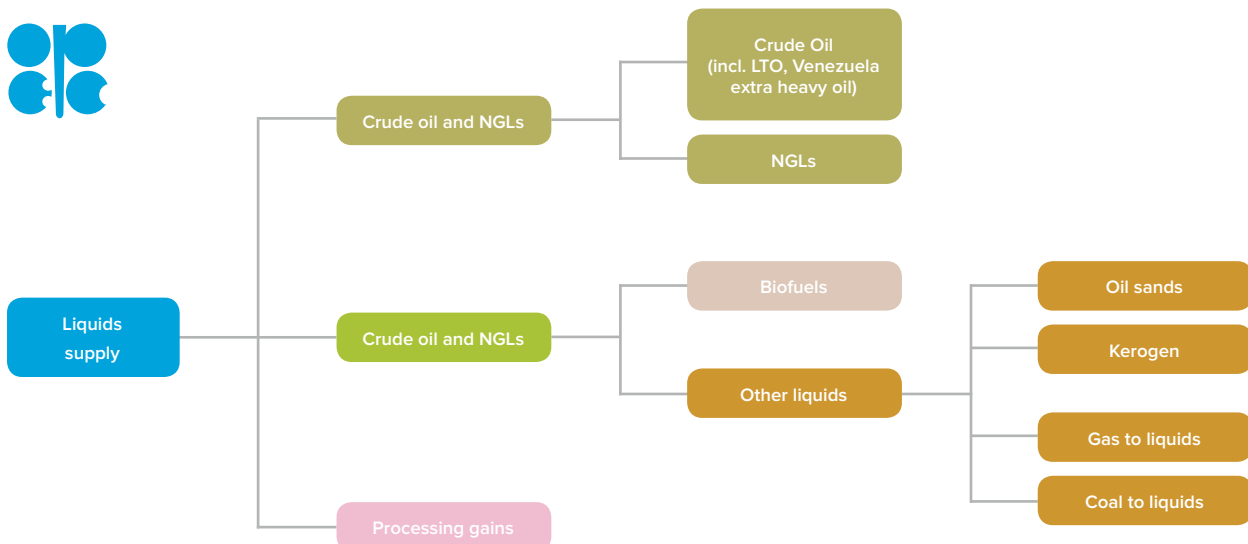 Crude Oil
(incl. LTO, Venezuela
extra heavy oil)
Crude oil and NGLs
NGLs
Biofuels
Oil sands
Liquids
supply
Crude oil and NGLs
Kerogen
Other liquids
Gas to liquids
Coal to liquids
Processing gains